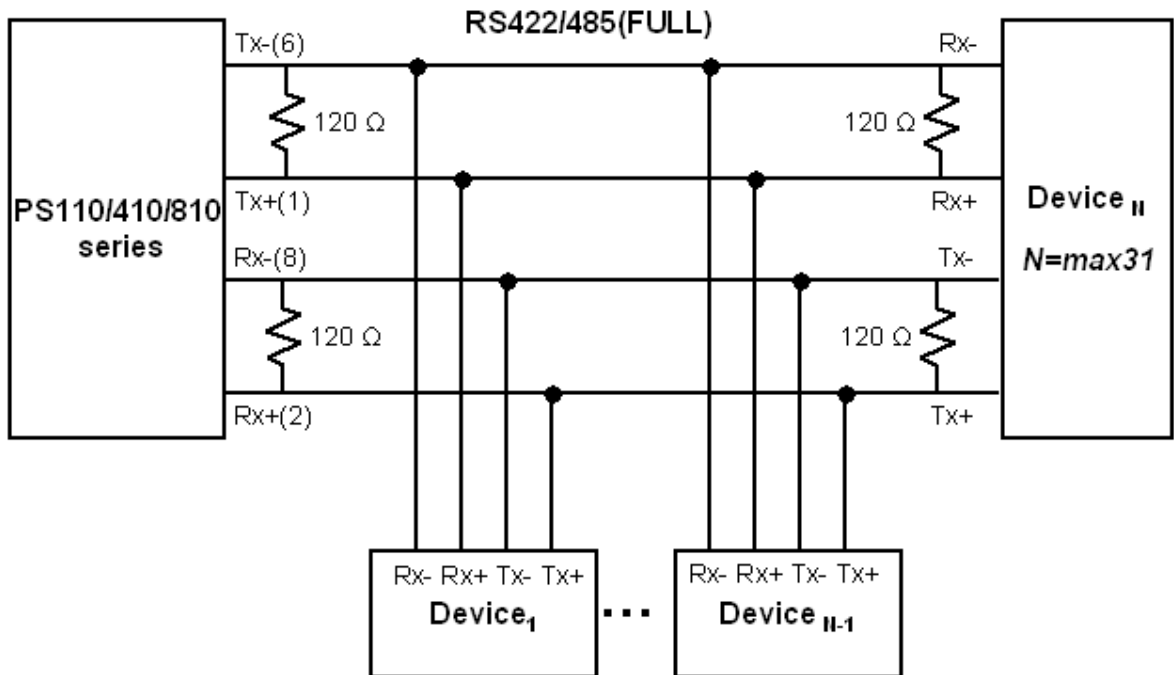 RS422/485(FULL)
Tx-(6)
Rx-
120 Ω
120 Ω
Tx+(1)
Rx+
PS110/410/810
series
Device N
N=max31
Rx-(8)
Tx-
120 Ω
120 Ω
Rx+(2)
Tx+
Rx- Rx+ Tx- Tx+
Device1
...
Rx- Rx+ Tx- Tx+
Device N-1